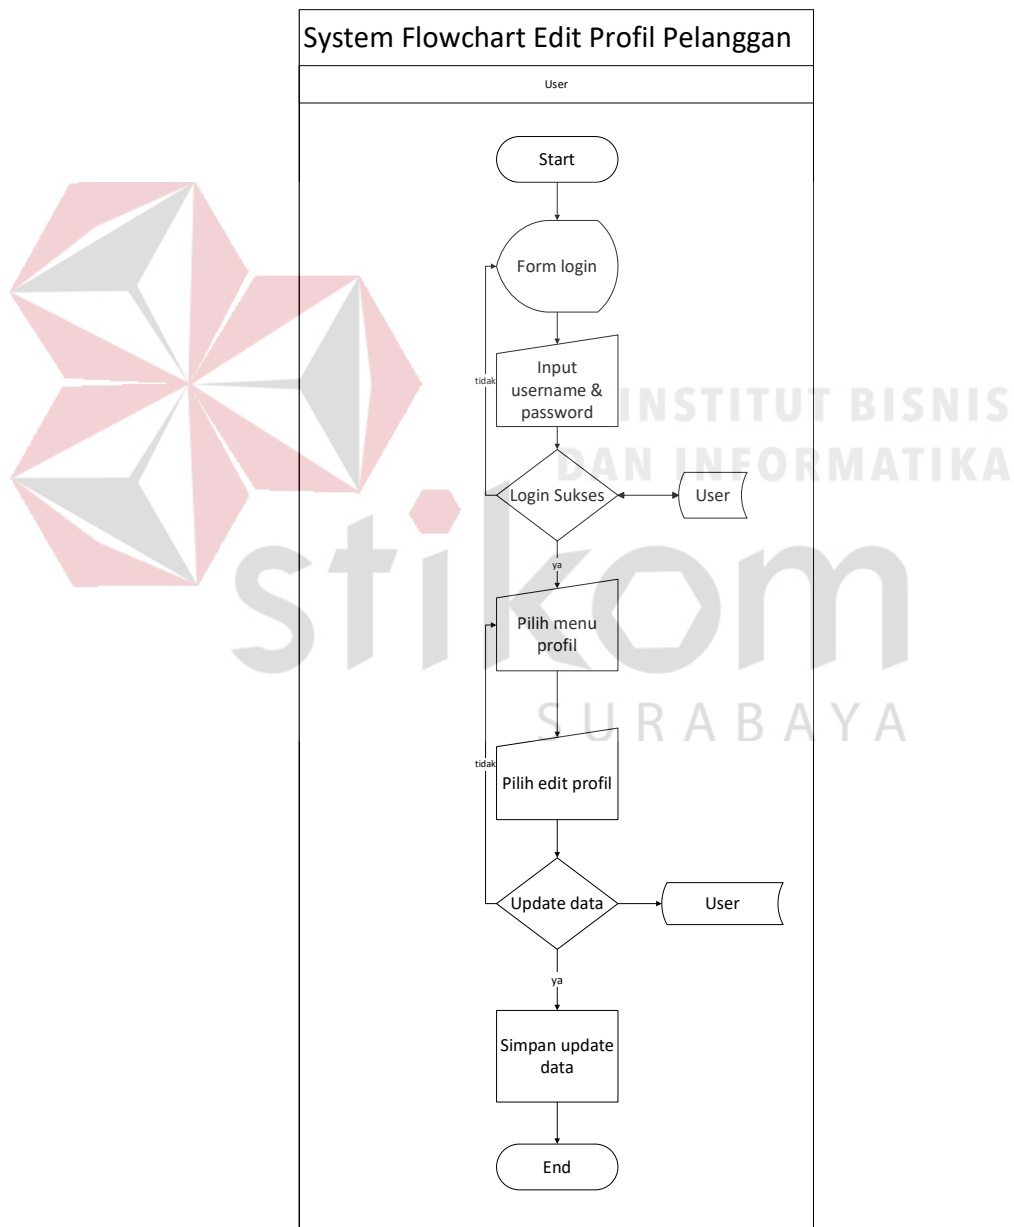 System Flowchart Edit Profil Pelanggan
User
Start
Form login
Input
username &
password
tidak
INSTITUT BISNIS
DAN INFORMATIKA
Login Sukses
User
ya
stikom
Pilih menu
profil
SURABAYA
tidak
Pilih edit profil
Update data
User
ya
Simpan update
data
End